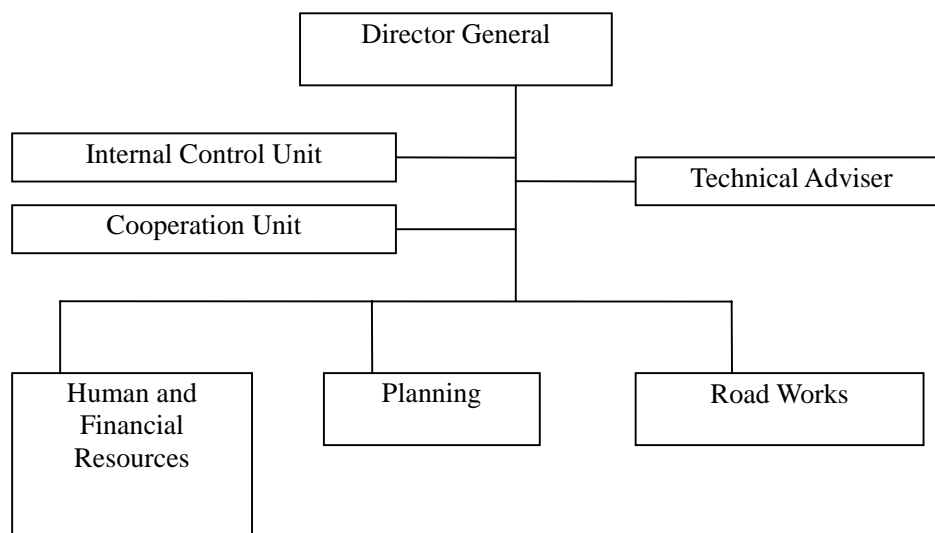 Director General
Internal Control Unit
Technical Adviser
Cooperation Unit
Human and
Financial
Resources
Planning
Road Works